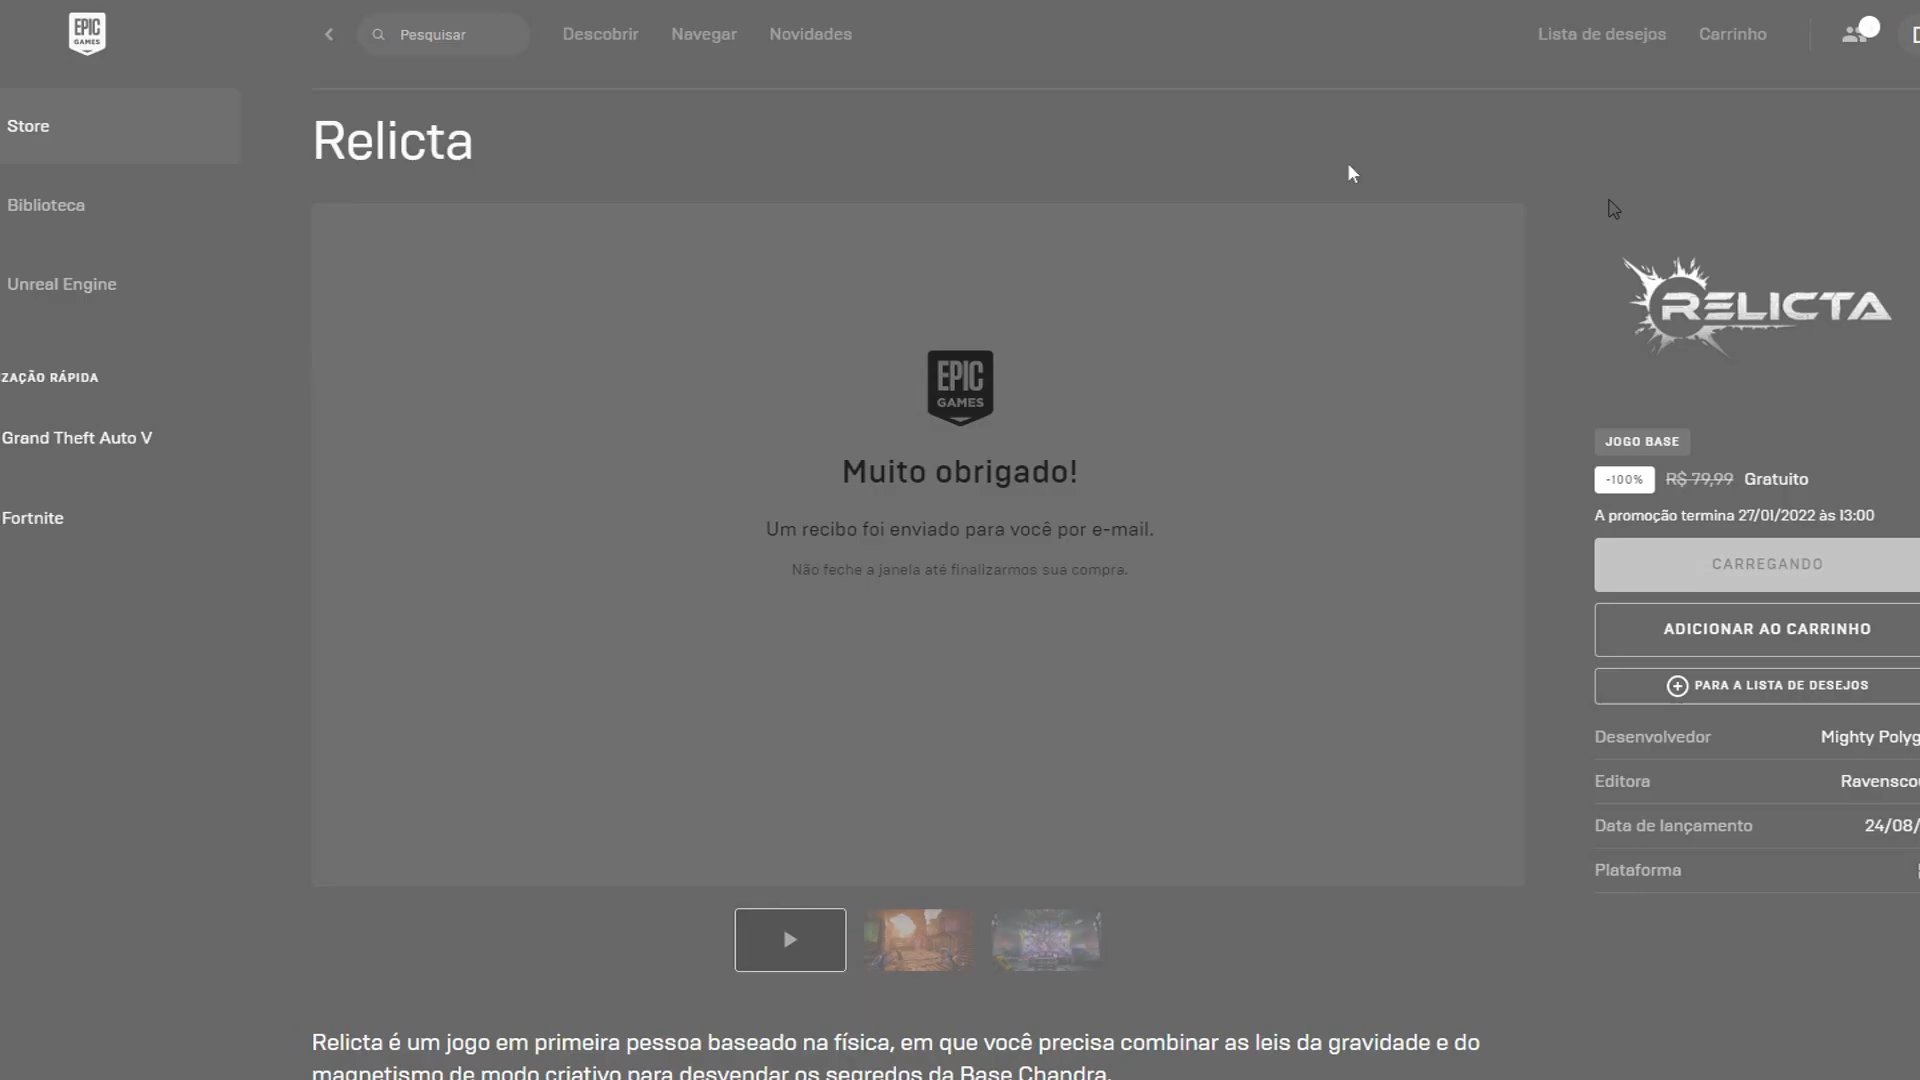 EPIC GAMES
Pesquisar
Descobrir
Navegar
Novidades
Lista de desejos
Carrinho
Store
Biblioteca
Unreal Engine
IZAÇÃO RÁPIDA
Grand Theft Auto V
Fortnite
Relicta
EPIC
GAMES
Muito obrigado!
Um recibo foi enviado para você por e-mail.
Não feche a janela até finalizarmos sua compra.
RELICTA
JOGO BASE
-100% R$ 79,99 Gratuito
A promoção termina 27/01/2022 às 13:00
CARREGANDO
ADICIONAR AO CARRINHO
PARA A LISTA DE DESEJOS
Desenvolvedor Mighty Polyg
Editora Ravensco
Data de lançamento 24/08/
Plataforma
Relicta é um jogo em primeira pessoa baseado na física, em que você precisa combinar as leis da gravidade e do
magnetismo de modo criativo para desvendar os segredos da Base Chandra.